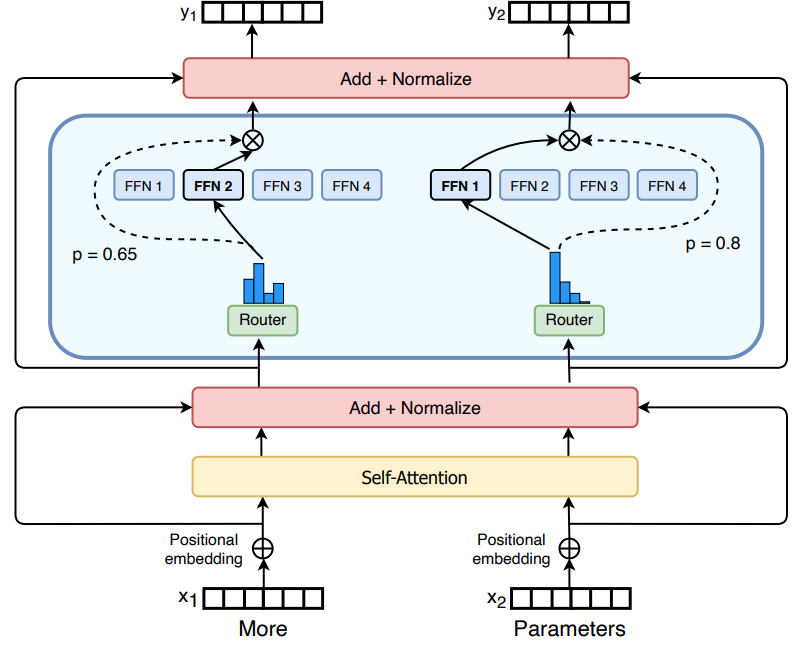 y1
y2
Add + Normalize
FFN 1 FFN 2 FFN 3 FFN 4
FFN 1 FFN 2 FFN 3 FFN 4
p = 0.65
p = 0.8
Router
Router
Add + Normalize
Self-Attention
Positional
embedding
Positional
embedding
x1
x2
More
Parameters